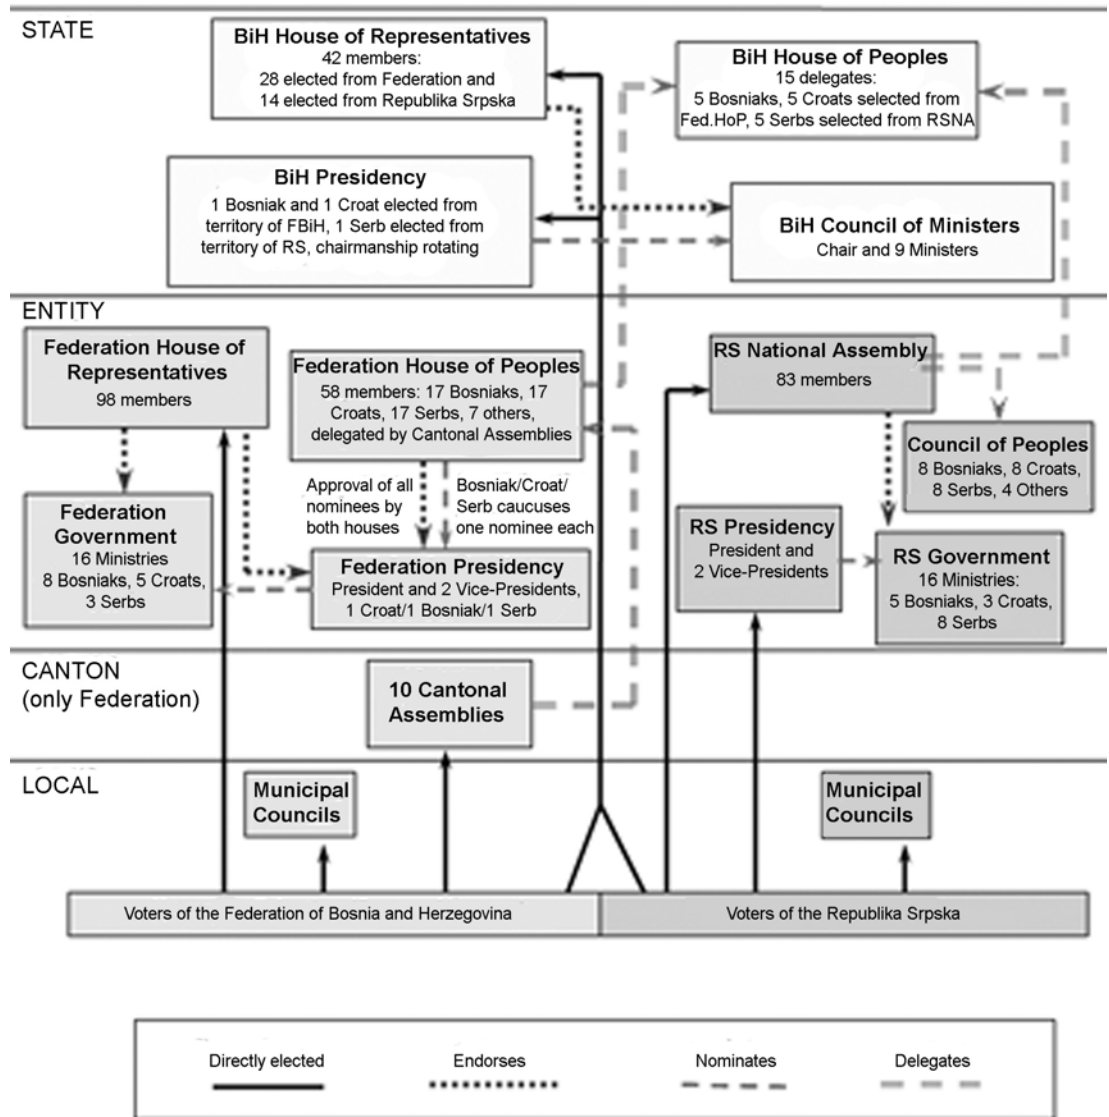 STATE
BiH House of Representatives
42 members:
28 elected from Federation and
14 elected from Republika Srpska
BiH House of Peoples
15 delegates:
5 Bosniaks, 5 Croats selected from
Fed.HoP, 5 Serbs selected from RSNA
BiH Presidency
1 Bosniak and 1 Croat elected from
territory of FBiH, 1 Serb elected from
territory of RS, chairmanship rotating
BiH Council of Ministers
Chair and 9 Ministers
ENTITY
Federation House of
Representatives
98 members
Federation House of Peoples
58 members: 17 Bosniaks, 17
Croats, 17 Serbs, 7 others,
delegated by Cantonal Assemblies
RS National Assembly
83 members
Council of Peoples
8 Bosniaks, 8 Croats,
8 Serbs, 4 Others
Approval of all
nominees by
both houses
Bosniak/Croat/
Serb caucuses
one nominee each
Federation
Government
16 Ministries
8 Bosniaks, 5 Croats,
3 Serbs
Federation Presidency
President and 2 Vice-Presidents,
1 Croat/1 Bosniak/1 Serb
RS Presidency
President and
2 Vice-Presidents
RS Government
16 Ministries:
5 Bosniaks, 3 Croats,
8 Serbs
CANTON
(only Federation)
10 Cantonal
Assemblies
LOCAL
Municipal
Councils
Municipal
Councils
Voters of the Federation of Bosnia and Herzegovina
Voters of the Republika Srpska
Directly elected
Endorses
Nominates
Delegates